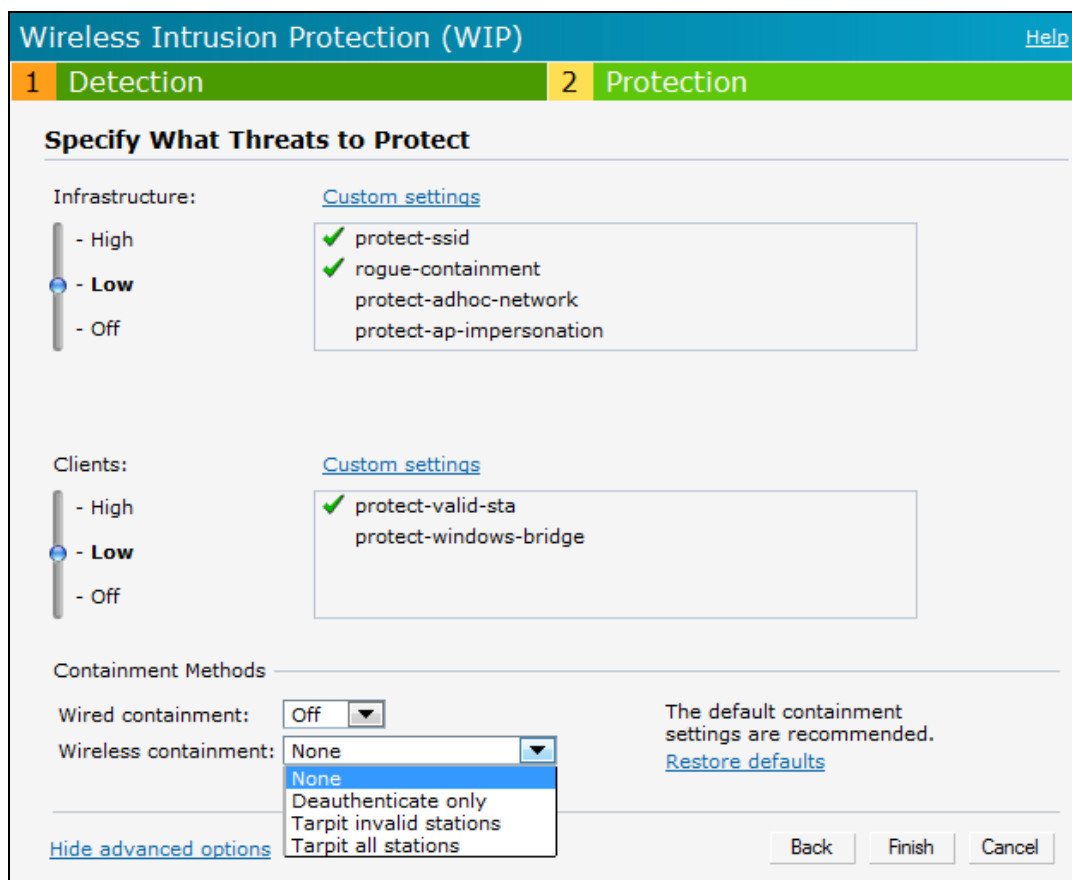 Wireless Intrusion Protection (WIP) Help
1 Detection 2 Protection
Specify What Threats to Protect
Infrastructure: Custom settings
- High
- Low
- Off
protect-ssid
rogue-containment
protect-adhoc-network
protect-ap-impersonation
Clients: Custom settings
- High
- Low
- Off
protect-valid-sta
protect-windows-bridge
Containment Methods
Wired containment: Off
Wireless containment: None
None
Deauthenticate only
Tarpit invalid stations
Tarpit all stations
The default containment
settings are recommended.
Restore defaults
Hide advanced options
Back Finish Cancel